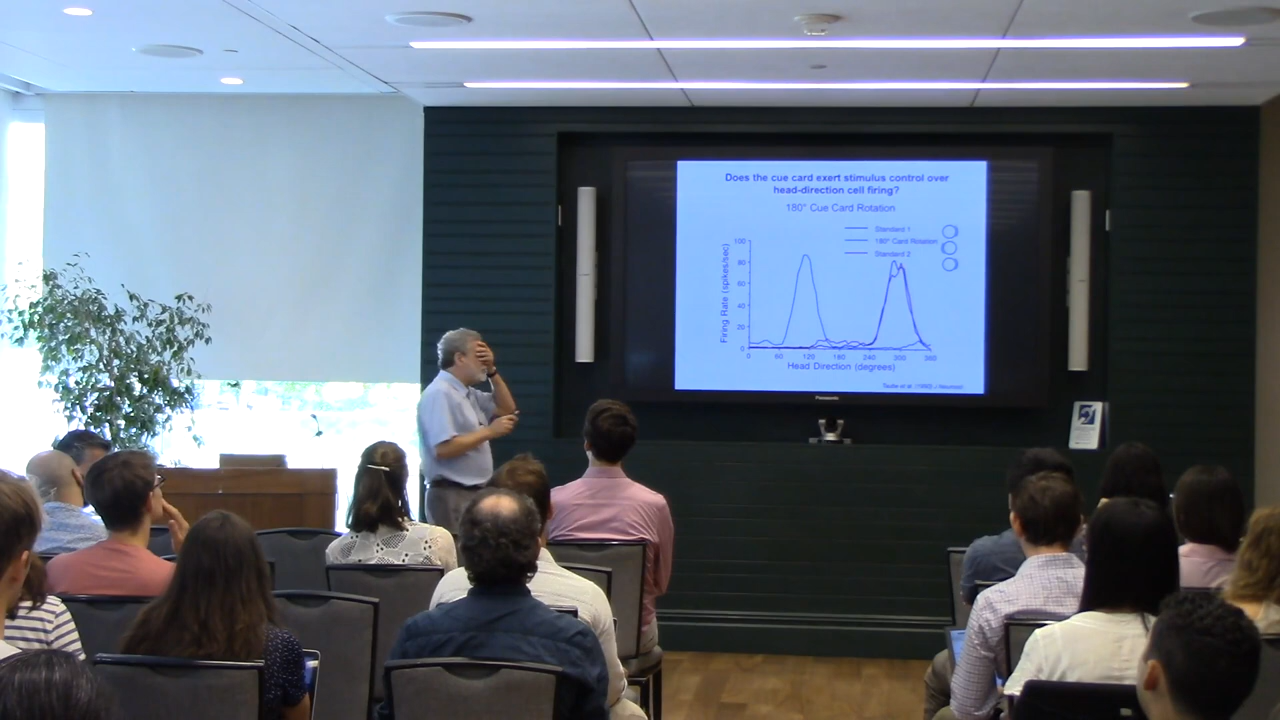 Does the cue card exert stimulus control over
head-direction cell firing?
180° Cue Card Rotation
Standard 1
180° Card Rotation
Standard 2
Firing Rate (spikes/sec)
100
80
60
40
20
0
0 60 120 180 240 300 360
Head Direction (degrees)
Taube et al. (1990) J Neurosci
Panasonic